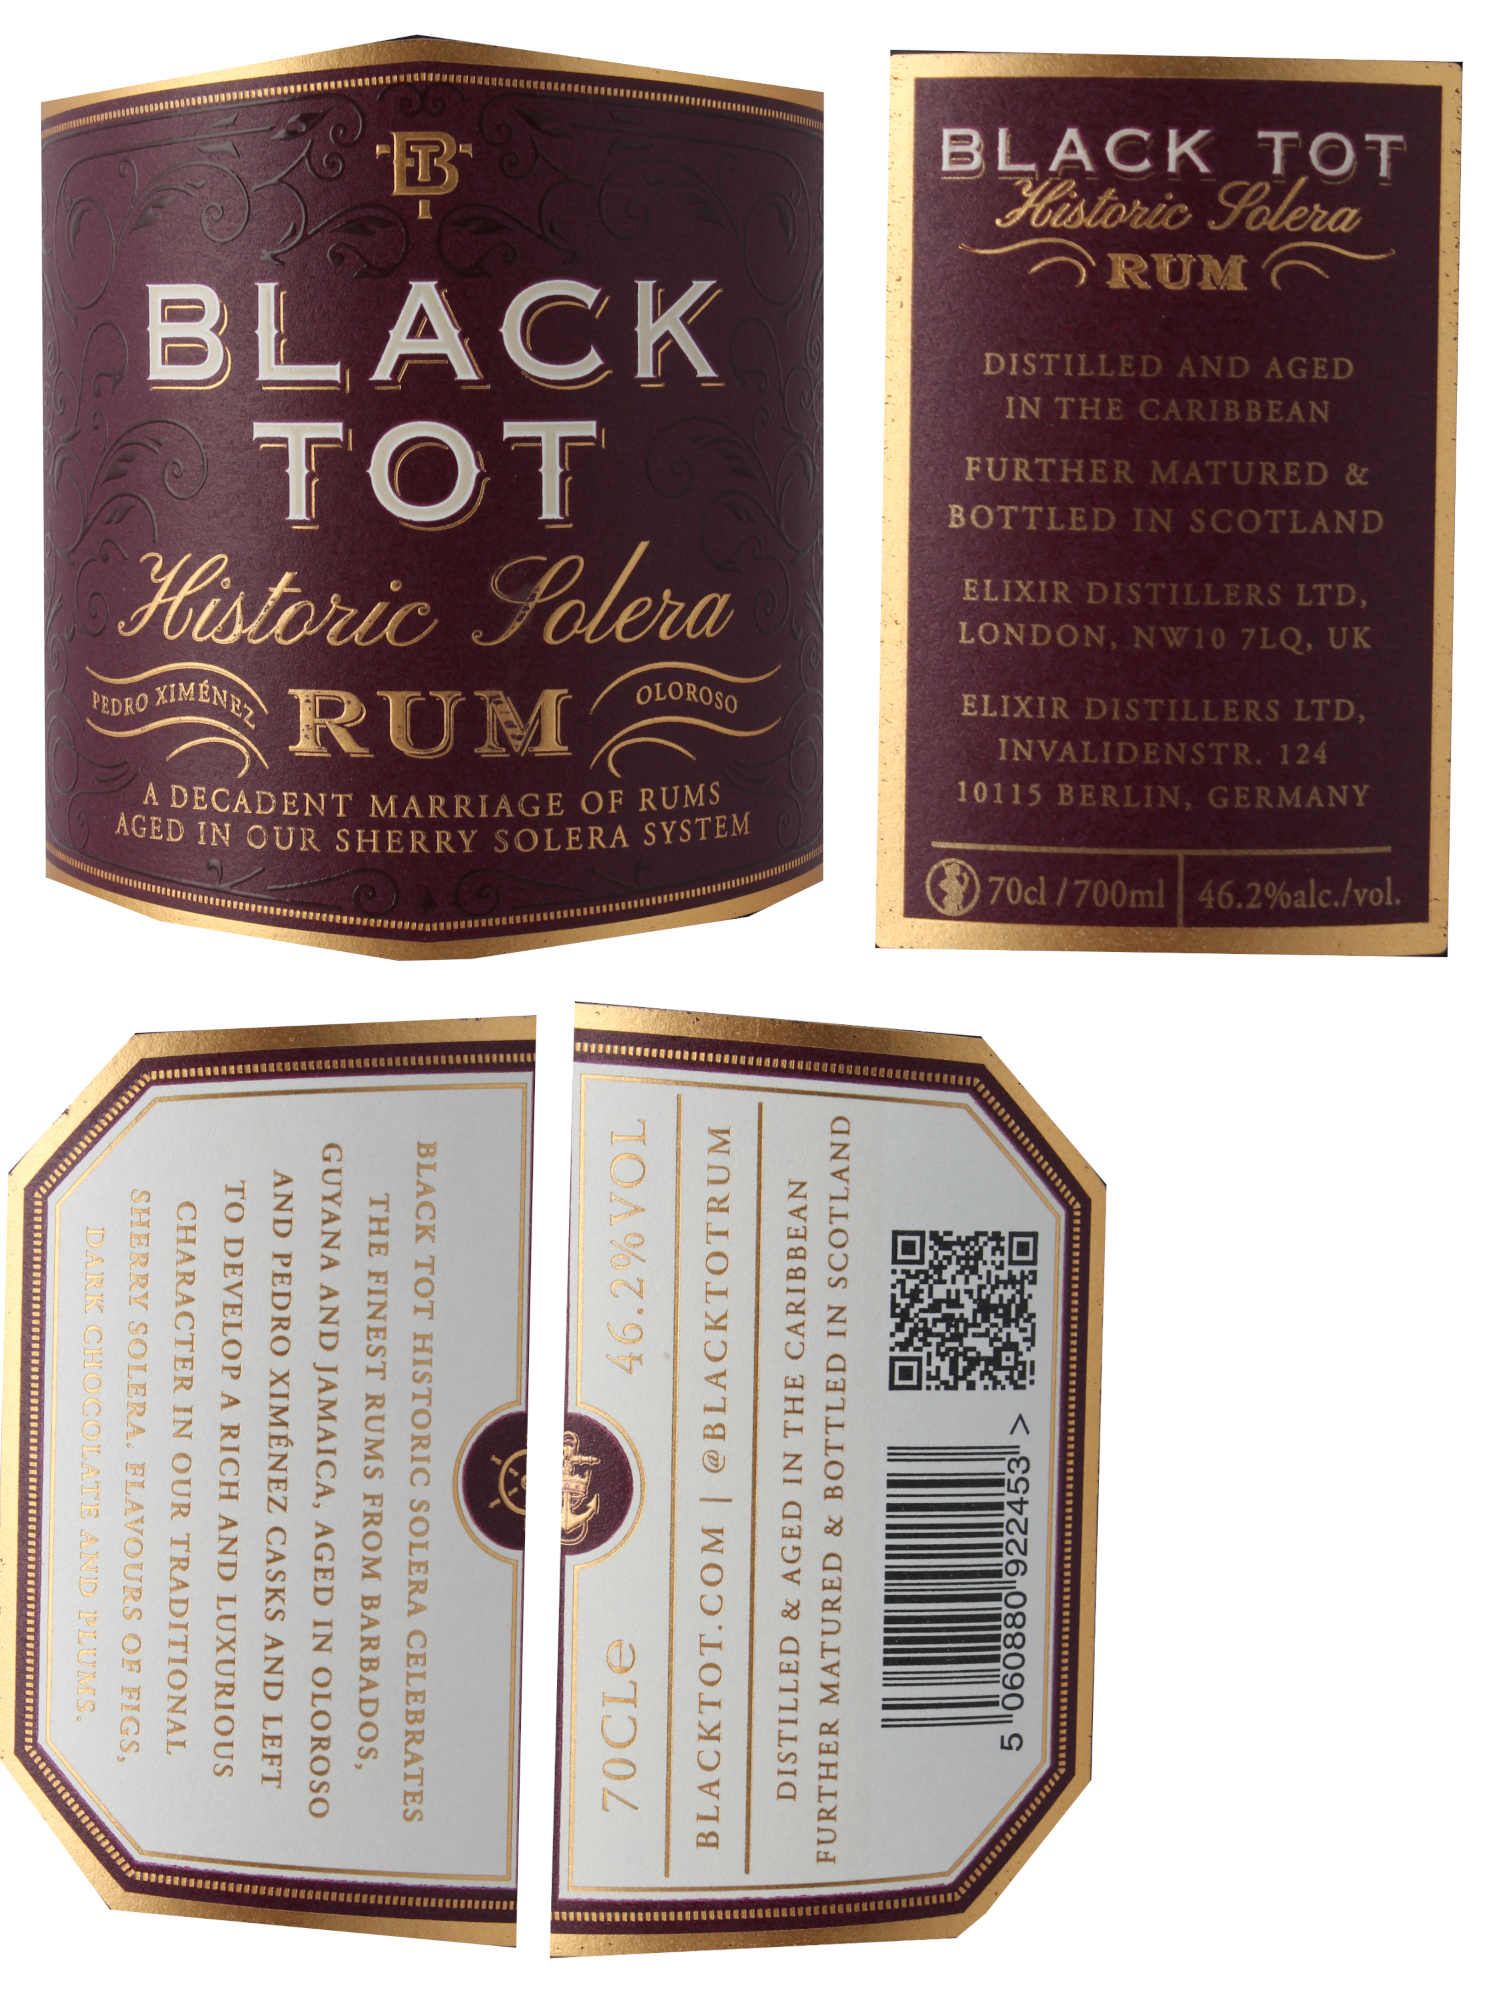 BLACK
TOT
Historic Solera
PEDRO XIMÉNEZ RUM OLOROSO
A DECADENT MARRIAGE OF RUMS
AGED IN OUR SHERRY SOLERA SYSTEM
BLACK TOT
Historic Solera
RUM
DISTILLED AND AGED
IN THE CARIBBEAN
FURTHER MATURED &
BOTTLED IN SCOTLAND
ELIXIR DISTILLERS LTD,
LONDON, NW10 7LQ, UK
ELIXIR DISTILLERS LTD,
INVALIDENSTR. 124
10115 BERLIN, GERMANY
70cl / 700ml 46.2%alc./vol.
BLACK TOT HISTORIC SOLERA CELEBRATES
THE FINEST RUMS FROM BARBADOS,
GUYANA AND JAMAICA, AGED IN OLOROSO
AND PEDRO XIMÉNEZ CASKS AND LEFT
TO DEVELOP A RICH AND LUXURIOUS
CHARACTER IN OUR TRADITIONAL
SHERRY SOLERA. FLAVOURS OF FIGS,
DARK CHOCOLATE AND PLUMS.
70CLe 46.2%VOL
BLACKTOT.COM | @BLACKTOTRUM
DISTILLED & AGED IN THE CARIBBEAN
FURTHER MATURED & BOTTLED IN SCOTLAND
5 060880 922453 >